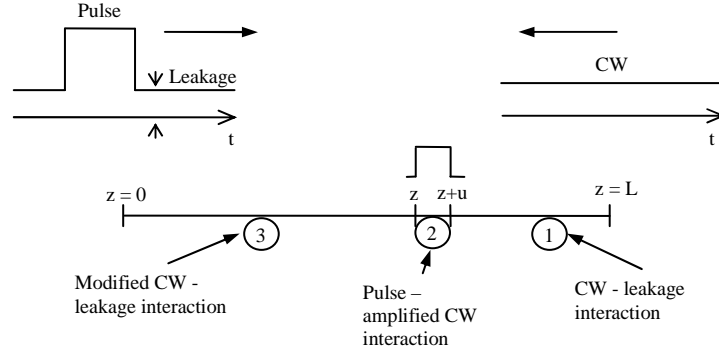 Pulse
Leakage
t
CW
t
z = 0
z
z+u
z = L
3
2
1
Modified CW -
leakage interaction
Pulse –
amplified CW
interaction
CW - leakage
interaction